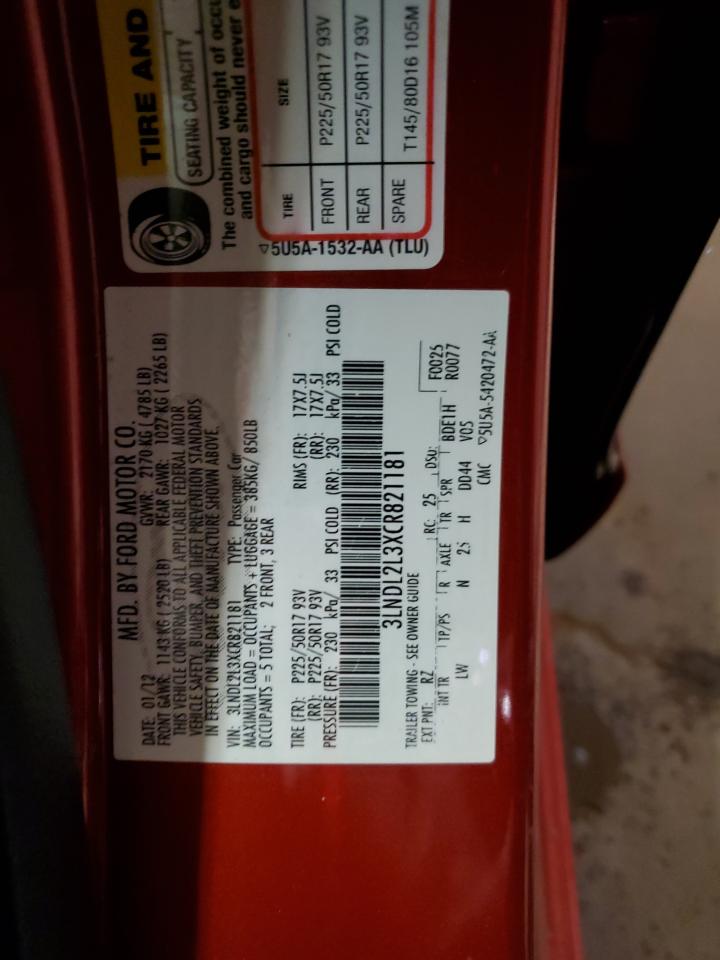 MFD. BY FORD MOTOR CO.
DATE: 01/12 GVWR: 2170 KG ( 4785 LB)
FRONT GAWR: 1143 KG ( 2520 LB) REAR GAWR: 1027 KG ( 2265 LB)
THIS VEHICLE CONFORMS TO ALL APPLICABLE FEDERAL MOTOR
VEHICLE SAFETY, BUMPER, AND THEFT PREVENTION STANDARDS
IN EFFECT ON THE DATE OF MANUFACTURE SHOWN ABOVE.
VIN: 3LNDL2L3XCR821181 TYPE: Passenger Car
MAXIMUM LOAD = OCCUPANTS + LUGGAGE = 385KG/ 850LB
OCCUPANTS = 5 TOTAL; 2 FRONT, 3 REAR
TIRE (FR): P225/50R17 93V RIMS (FR): 17X7.5J
(RR): P225/50R17 93V (RR): 17X7.5J
PRESSURE (FR): 230 kPa/ 33 PSI COLD (RR): 230 kPa/ 33 PSI COLD
3LNDL2L3XCR821181
TRAILER TOWING - SEE OWNER GUIDE
F0025
EXT PNT: RZ RC: 25 DSO: R0077
INT TR TP/PS R AXLE TR SPR BDE1H
LW N 25 H DD44 V05
CMC ▽5U5A-5420472-AA
TIRE AND
SEATING CAPACITY
The combined weight of occu
and cargo should never e
TIRE SIZE
FRONT P225/50R17 93V
REAR P225/50R17 93V
SPARE T145/80D16 105M
▽5U5A-1532-AA (TLU)